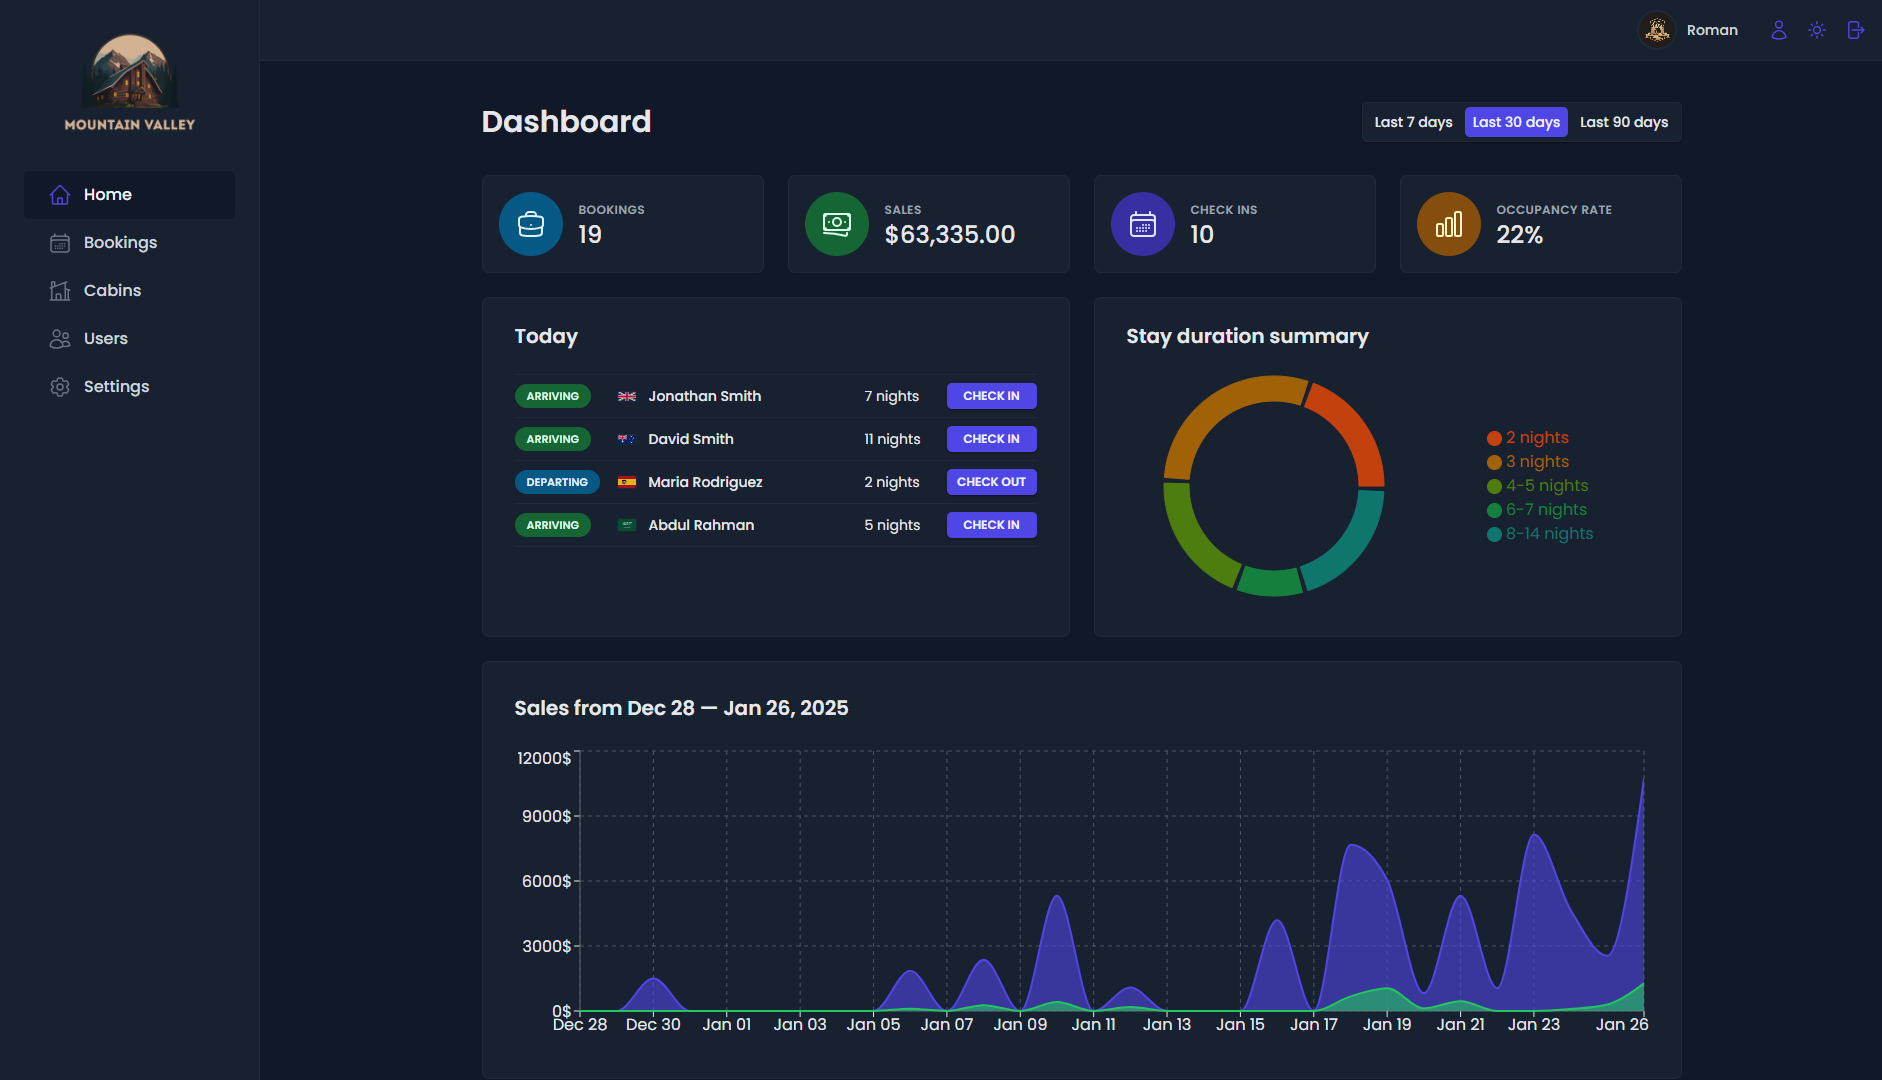 MOUNTAIN VALLEY
Home
Bookings
Cabins
Users
Settings
Roman
Dashboard
Last 7 days Last 30 days Last 90 days
BOOKINGS
19
SALES
$63,335.00
CHECK INS
10
OCCUPANCY RATE
22%
Today
ARRIVING Jonathan Smith 7 nights CHECK IN
ARRIVING David Smith 11 nights CHECK IN
DEPARTING Maria Rodriguez 2 nights CHECK OUT
ARRIVING Abdul Rahman 5 nights CHECK IN
Stay duration summary
2 nights
3 nights
4-5 nights
6-7 nights
8-14 nights
Sales from Dec 28 — Jan 26, 2025
12000$
9000$
6000$
3000$
0$
Dec 28 Dec 30 Jan 01 Jan 03 Jan 05 Jan 07 Jan 09 Jan 11 Jan 13 Jan 15 Jan 17 Jan 19 Jan 21 Jan 23 Jan 26